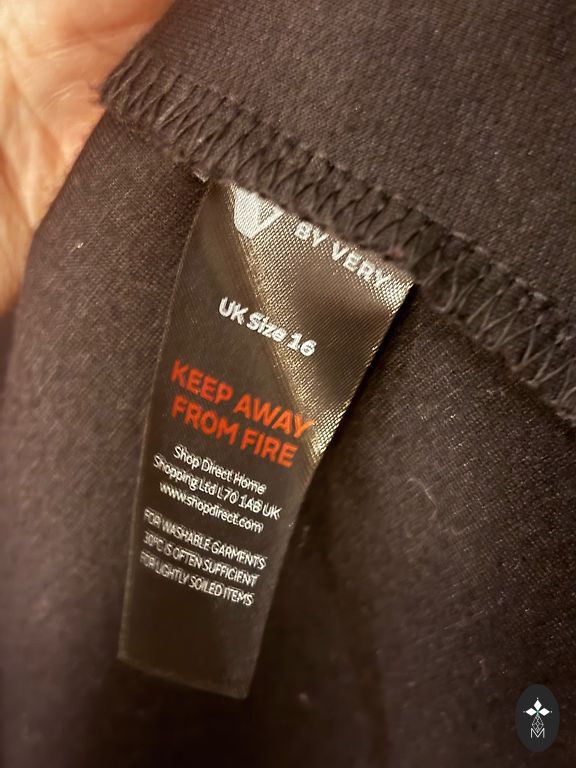 V
BY VERY
UK Size 16
KEEP AWAY
FROM FIRE
Shop Direct Home
Shopping Ltd L70 1AB UK
www.shopdirect.com
FOR WASHABLE GARMENTS
30°C IS OFTEN SUFFICIENT
FOR LIGHTLY SOILED ITEMS
M